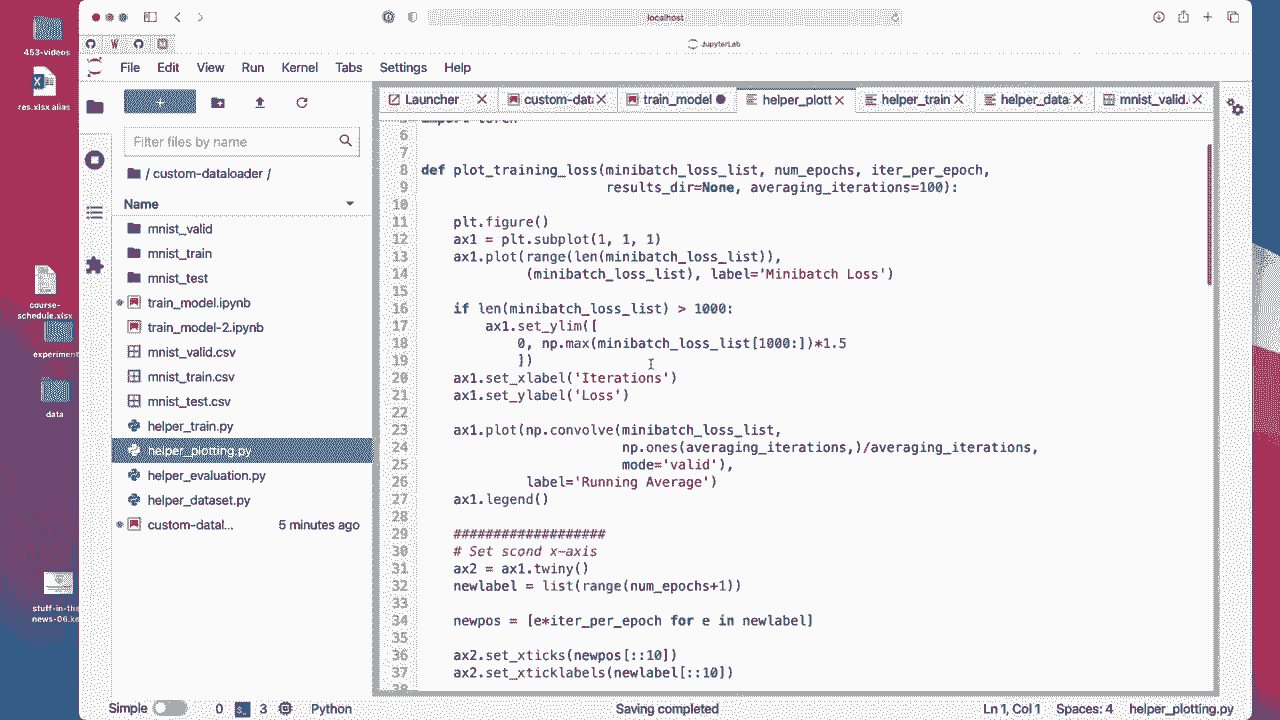 localhost
JupyterLab
453-videos
res.xlsx alias
course-schedule.xlsx
experiment
data
stuff-in-the-news-06.ke
File Edit View Run Kernel Tabs Settings Help
Launcher
custom-dat
train_model
helper_plott
helper_train
helper_data
mnist_valid.
Filter files by name
/ custom-dataloader /
Name
mnist_valid
mnist_train
mnist_test
train_model.ipynb
train_model-2.ipynb
mnist_valid.csv
mnist_train.csv
mnist_test.csv
helper_train.py
helper_plotting.py
helper_evaluation.py
helper_dataset.py
custom-datal... 5 minutes ago
6
7
8 def plot_training_loss(minibatch_loss_list, num_epochs, iter_per_epoch,
9 results_dir=None, averaging_iterations=100):
10
11 plt.figure()
12 ax1 = plt.subplot(1, 1, 1)
13 ax1.plot(range(len(minibatch_loss_list)),
14 (minibatch_loss_list), label='Minibatch Loss')
15
16 if len(minibatch_loss_list) > 1000:
17 ax1.set_ylim([
18 0, np.max(minibatch_loss_list[1000:])*1.5
19 ])
20 ax1.set_xlabel('Iterations')
21 ax1.set_ylabel('Loss')
22
23 ax1.plot(np.convolve(minibatch_loss_list,
24 np.ones(averaging_iterations,)/averaging_iterations,
25 mode='valid'),
26 label='Running Average')
27 ax1.legend()
28
29 ###################
30 # Set scond x-axis
31 ax2 = ax1.twiny()
32 newlabel = list(range(num_epochs+1))
33
34 newpos = [e*iter_per_epoch for e in newlabel]
35
36 ax2.set_xticks(newpos[::10])
37 ax2.set_xticklabels(newlabel[::10])
38
Simple 0 3 Python Saving completed Ln 1, Col 1 Spaces: 4 helper_plotting.py